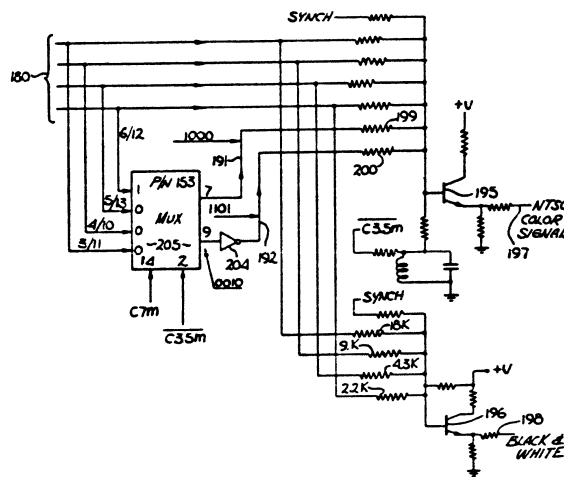 SYNCH
180
6/12
5/13
4/10
3/11
1000
191
199
+V
1
P/N 153
7
0
MUX
1101
200
195
0
-205-
9
192
NTSC
COLOR
SIGNAL
197
0
14
2
204
0010
C3.5m
C7m
C3.5m
SYNCH
18K
9.K
4.3K
2.2K
+V
196
198
BLACK &
WHITE